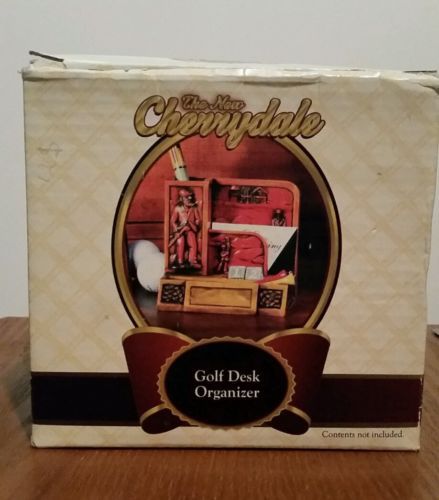 The New
Cherrydale
Golf Desk
Organizer
Contents not included.